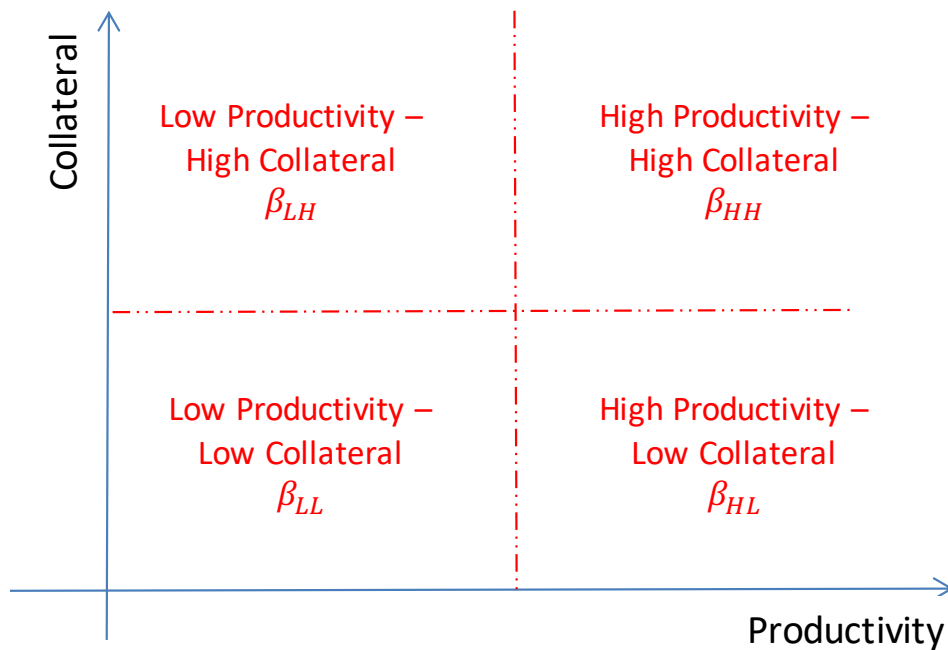 Collateral
Low Productivity –
High Collateral
β_LH
High Productivity –
High Collateral
β_HH
Low Productivity –
Low Collateral
β_LL
High Productivity –
Low Collateral
β_HL
Productivity